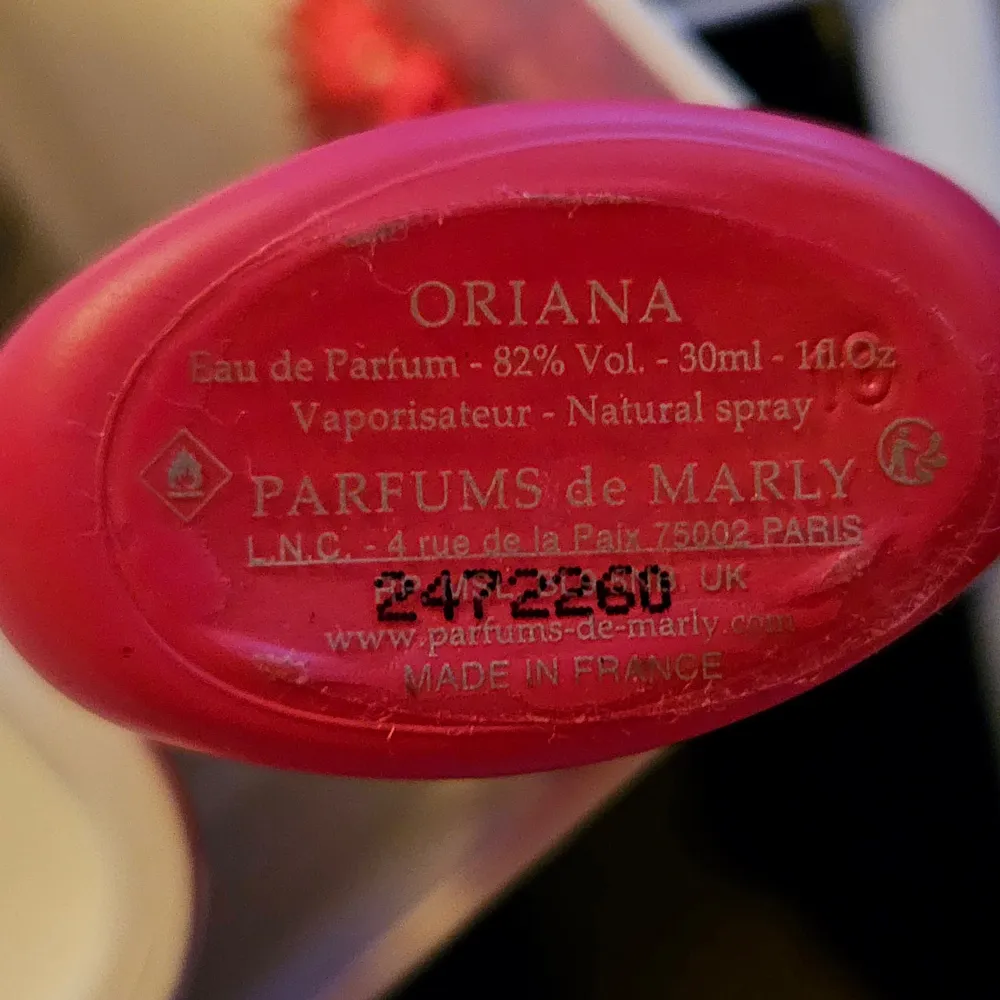 ORIANA
Eau de Parfum - 82% Vol. - 30ml - 1fl.Oz
Vaporisateur - Natural spray
PARFUMS de MARLY
L.N.C. - 4 rue de la Paix 75002 PARIS
UK
www.parfums-de-marly.com
MADE IN FRANCE